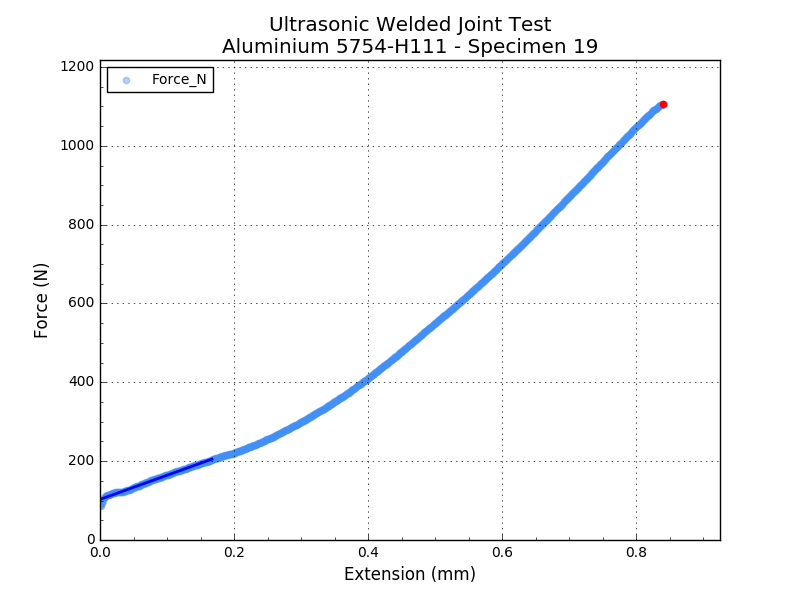 Ultrasonic Welded Joint Test
Aluminium 5754-H111 - Specimen 19
Force_N
1200
1000
800
600
400
200
0
Force (N)
0.0 0.2 0.4 0.6 0.8
Extension (mm)